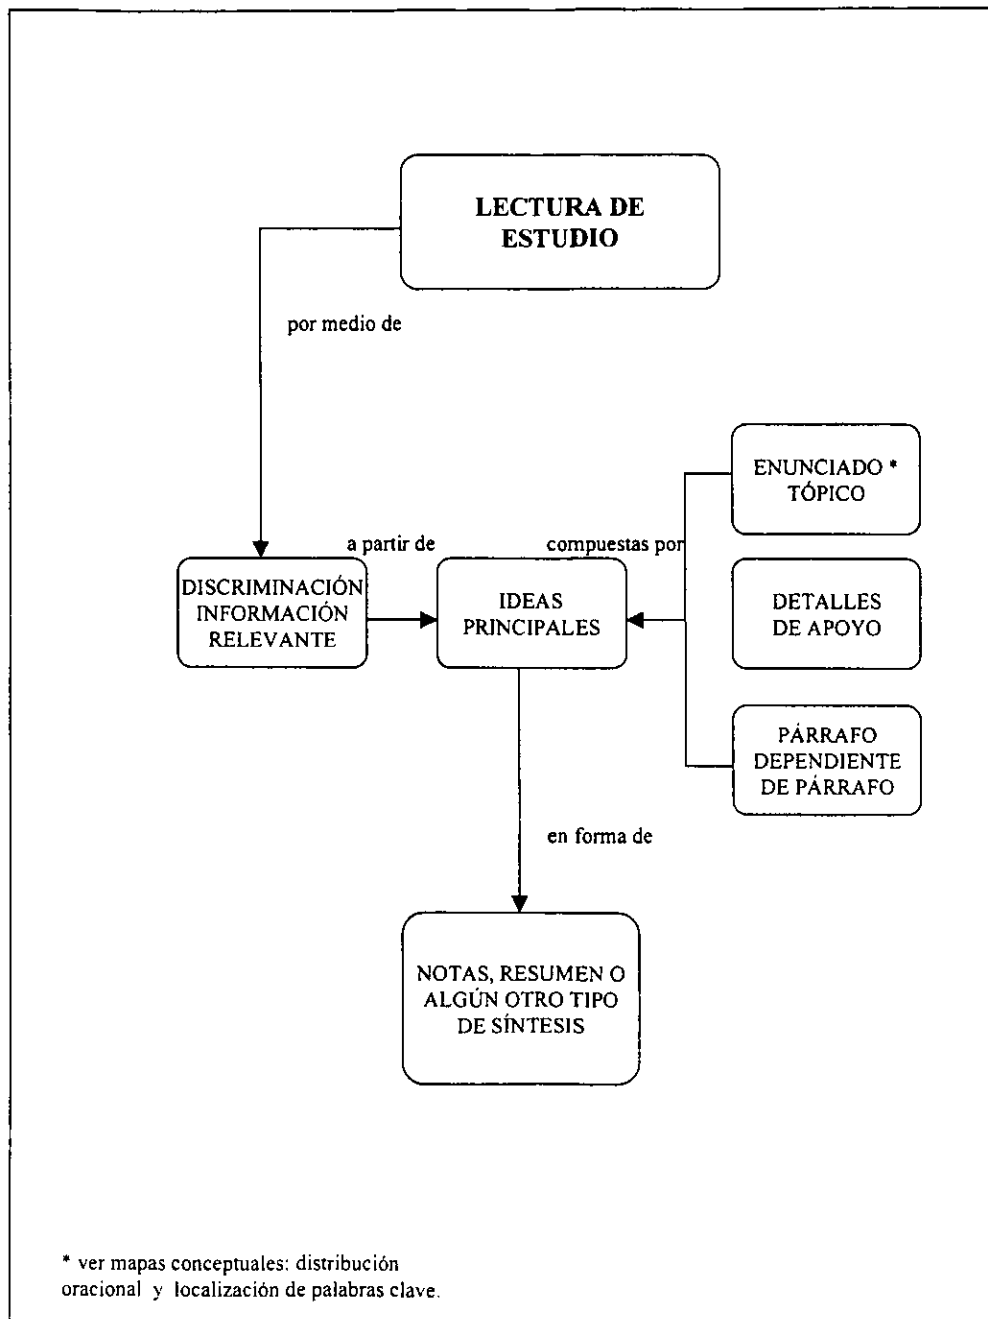 LECTURA DE
ESTUDIO
por medio de
ENUNCIADO *
TÓPICO
a partir de
compuestas por
DISCRIMINACIÓN
INFORMACIÓN
RELEVANTE
IDEAS
PRINCIPALES
DETALLES
DE APOYO
PÁRRAFO
DEPENDIENTE
DE PÁRRAFO
en forma de
NOTAS, RESUMEN O
ALGÚN OTRO TIPO
DE SÍNTESIS
* ver mapas conceptuales: distribución
oracional y localización de palabras clave.